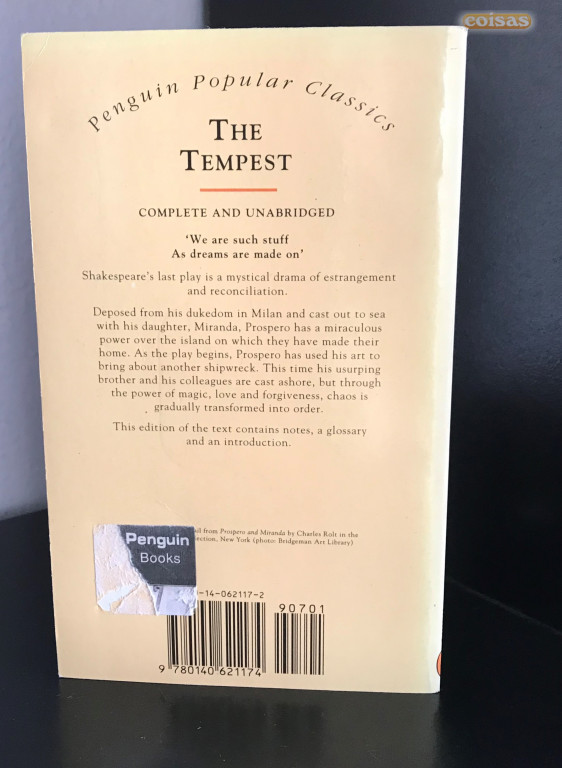 coisas
Penguin Popular Classics
THE
TEMPEST
COMPLETE AND UNABRIDGED
'We are such stuff
As dreams are made on'
Shakespeare's last play is a mystical drama of estrangement
and reconciliation.
Deposed from his dukedom in Milan and cast out to sea
with his daughter, Miranda, Prospero has a miraculous
power over the island on which they have made their
home. As the play begins, Prospero has used his art to
bring about another shipwreck. This time his usurping
brother and his colleagues are cast ashore, but through
the power of magic, love and forgiveness, chaos is
gradually transformed into order.
This edition of the text contains notes, a glossary
and an introduction.
from Prospero and Miranda by Charles Rolt in the
New York (photo: Bridgeman Art Library)
Penguin
Books
-14-062117-2
90701
9 780140 621174